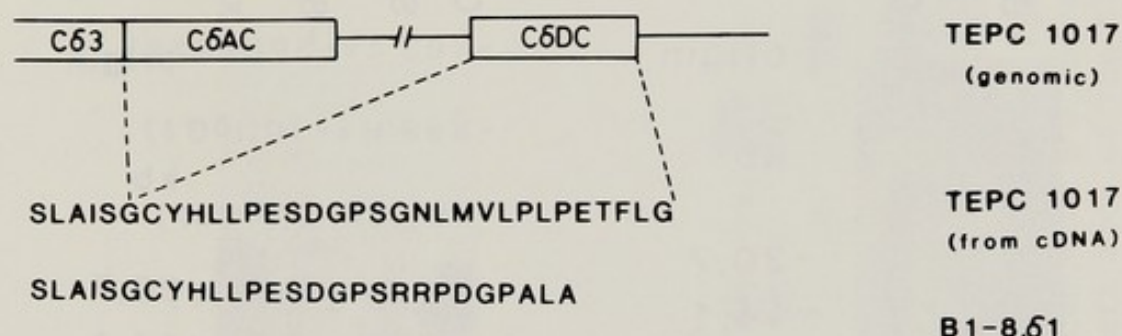 Cδ3 CδAC CδDC TEPC 1017
(genomic)
SLAISGCYHLLPESDGPSGNLMVLPLPETFLG TEPC 1017
(from cDNA)
SLAISGCYHLLPESDGPSRRPDGPALA
B1-8.δ1